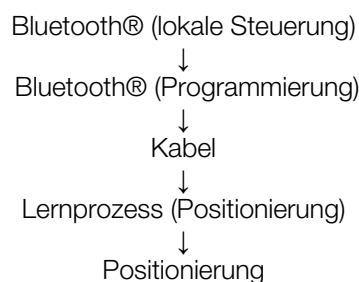 Bluetooth® (lokale Steuerung)
↓
Bluetooth® (Programmierung)
↓
Kabel
↓
Lernprozess (Positionierung)
↓
Positionierung